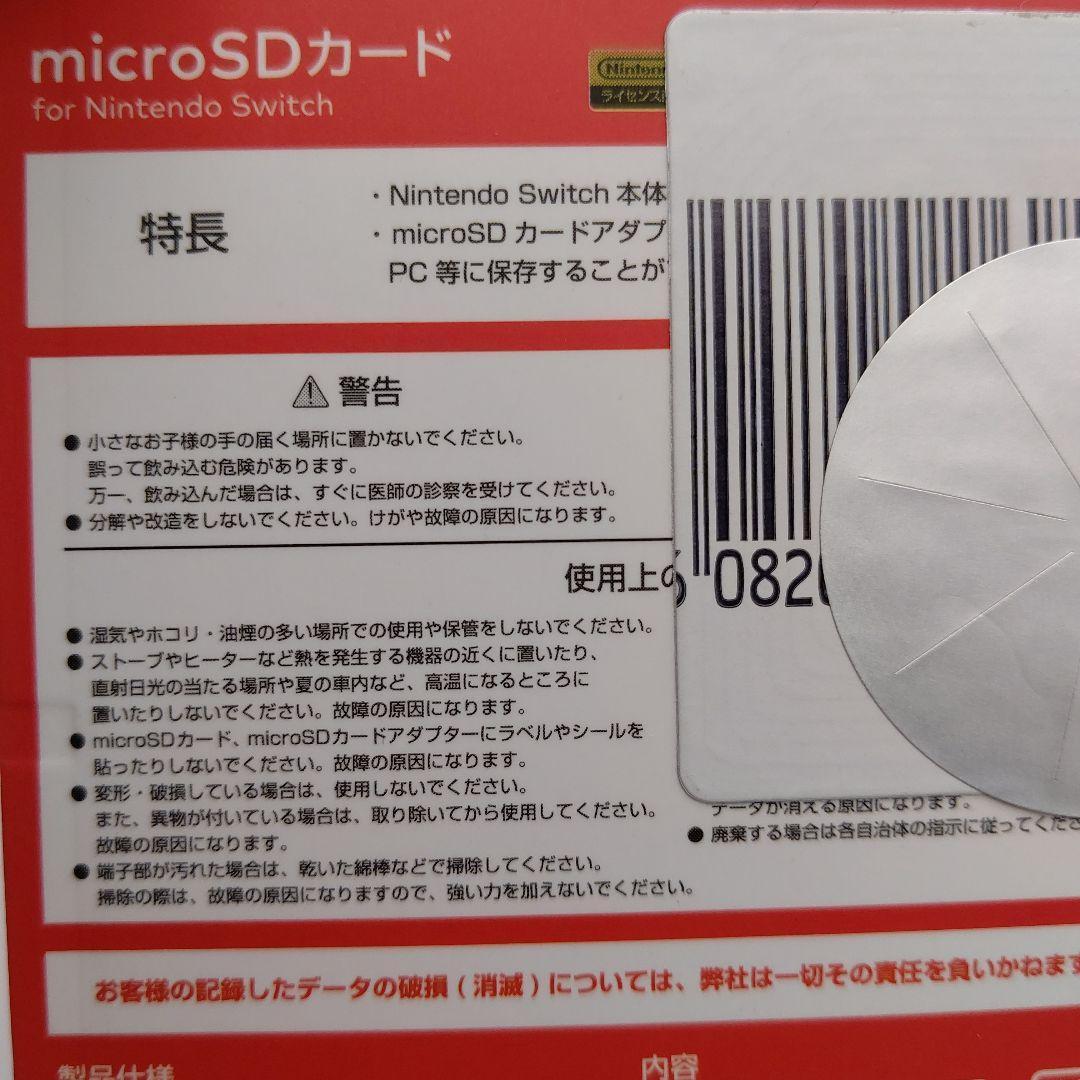 microSDカード
for Nintendo Switch
ライセンス
特長
・Nintendo Switch 本体
・microSD カードアダプ
PC 等に保存することが
警告
● 小さなお子様の手の届く場所に置かないでください。
誤って飲み込む危険があります。
万一、飲み込んだ場合は、すぐに医師の診察を受けてください。
● 分解や改造をしないでください。けがや故障の原因になります。
使用上の
082
● 湿気やホコリ・油煙の多い場所での使用や保管をしないでください。
● ストーブやヒーターなど熱を発生する機器の近くに置いたり、
直射日光の当たる場所や夏の車内など、高温になるところに
置いたりしないでください。故障の原因になります。
● microSDカード、microSDカードアダプターにラベルやシールを
貼ったりしないでください。故障の原因になります。
● 変形・破損している場合は、使用しないでください。
また、異物が付いている場合は、取り除いてから使用してください。
故障の原因になります。
● 端子部が汚れた場合は、乾いた綿棒などで掃除してください。
掃除の際は、故障の原因になりますので、強い力を加えないでください。
データが消える原因になります。
● 廃棄する場合は各自治体の指示に従ってくださ
お客様の記録したデータの破損(消滅)については、弊社は一切その責任を負いかねます
製品仕様
内容